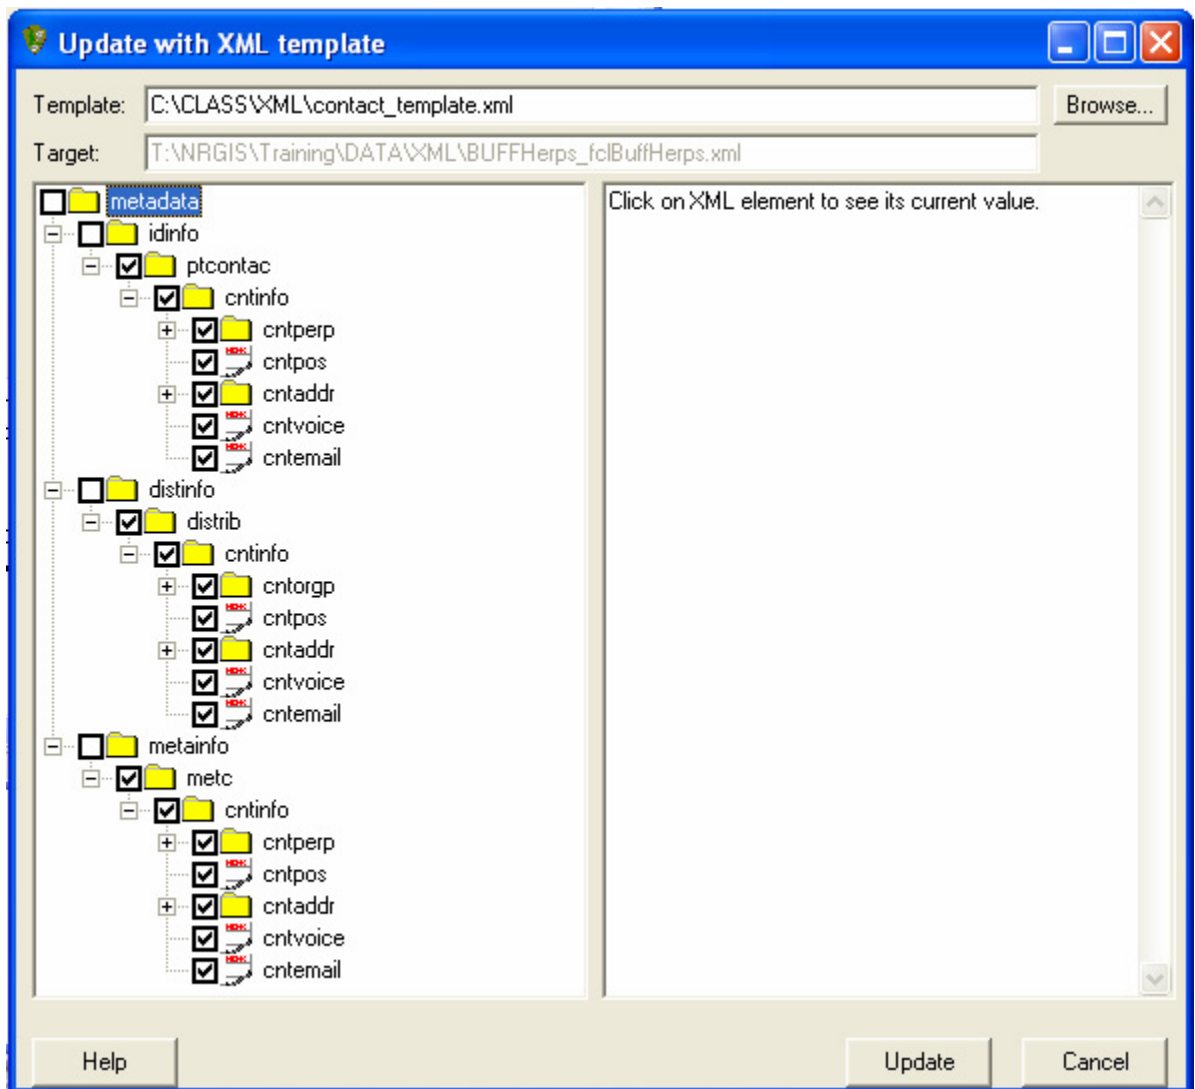 Update with XML template
Template: C:\CLASS\XML\contact_template.xml Browse...
Target: T:\NRGIS\Training\DATA\XML\BUFFHerps_fclBuffHerps.xml
metadata
Click on XML element to see its current value.
idinfo
ptcontac
cntinfo
cntperp
cntpos
cntaddr
cntvoice
cntemail
distinfo
distrib
cntinfo
cntorgp
cntpos
cntaddr
cntvoice
cntemail
metainfo
metc
cntinfo
cntperp
cntpos
cntaddr
cntvoice
cntemail
Help Update Cancel